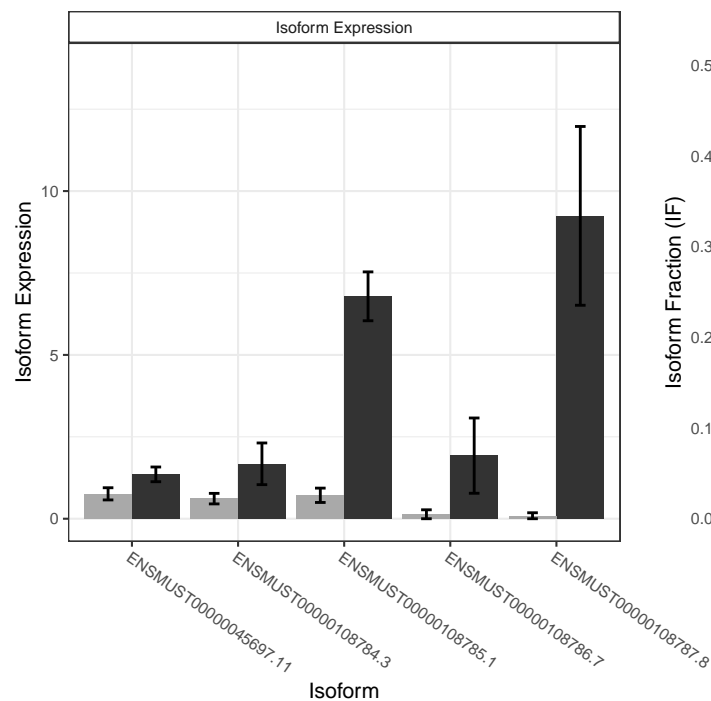 Isoform Expression
Isoform Expression
10
5
0
ENSMUST00000045697.11
ENSMUST00000108784.3
ENSMUST00000108785.1
ENSMUST00000108786.7
ENSMUST00000108787.8
Isoform
Isoform Fraction (IF)
0.5
0.4
0.3
0.2
0.1
0.0